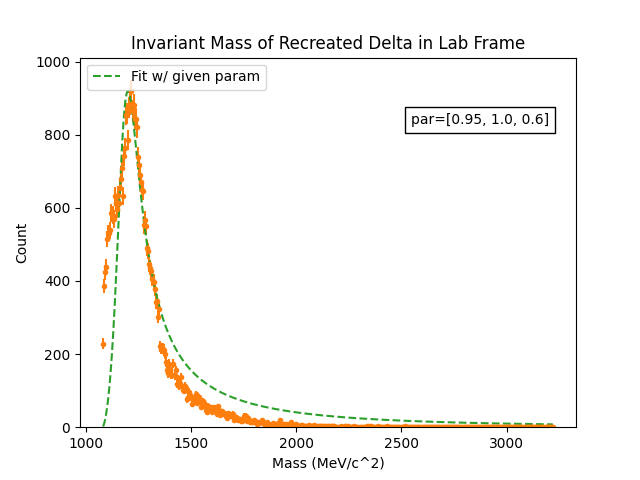 Invariant Mass of Recreated Delta in Lab Frame
Fit w/ given param
par=[0.95, 1.0, 0.6]
Count
1000
800
600
400
200
0
1000 1500 2000 2500 3000
Mass (MeV/c^2)